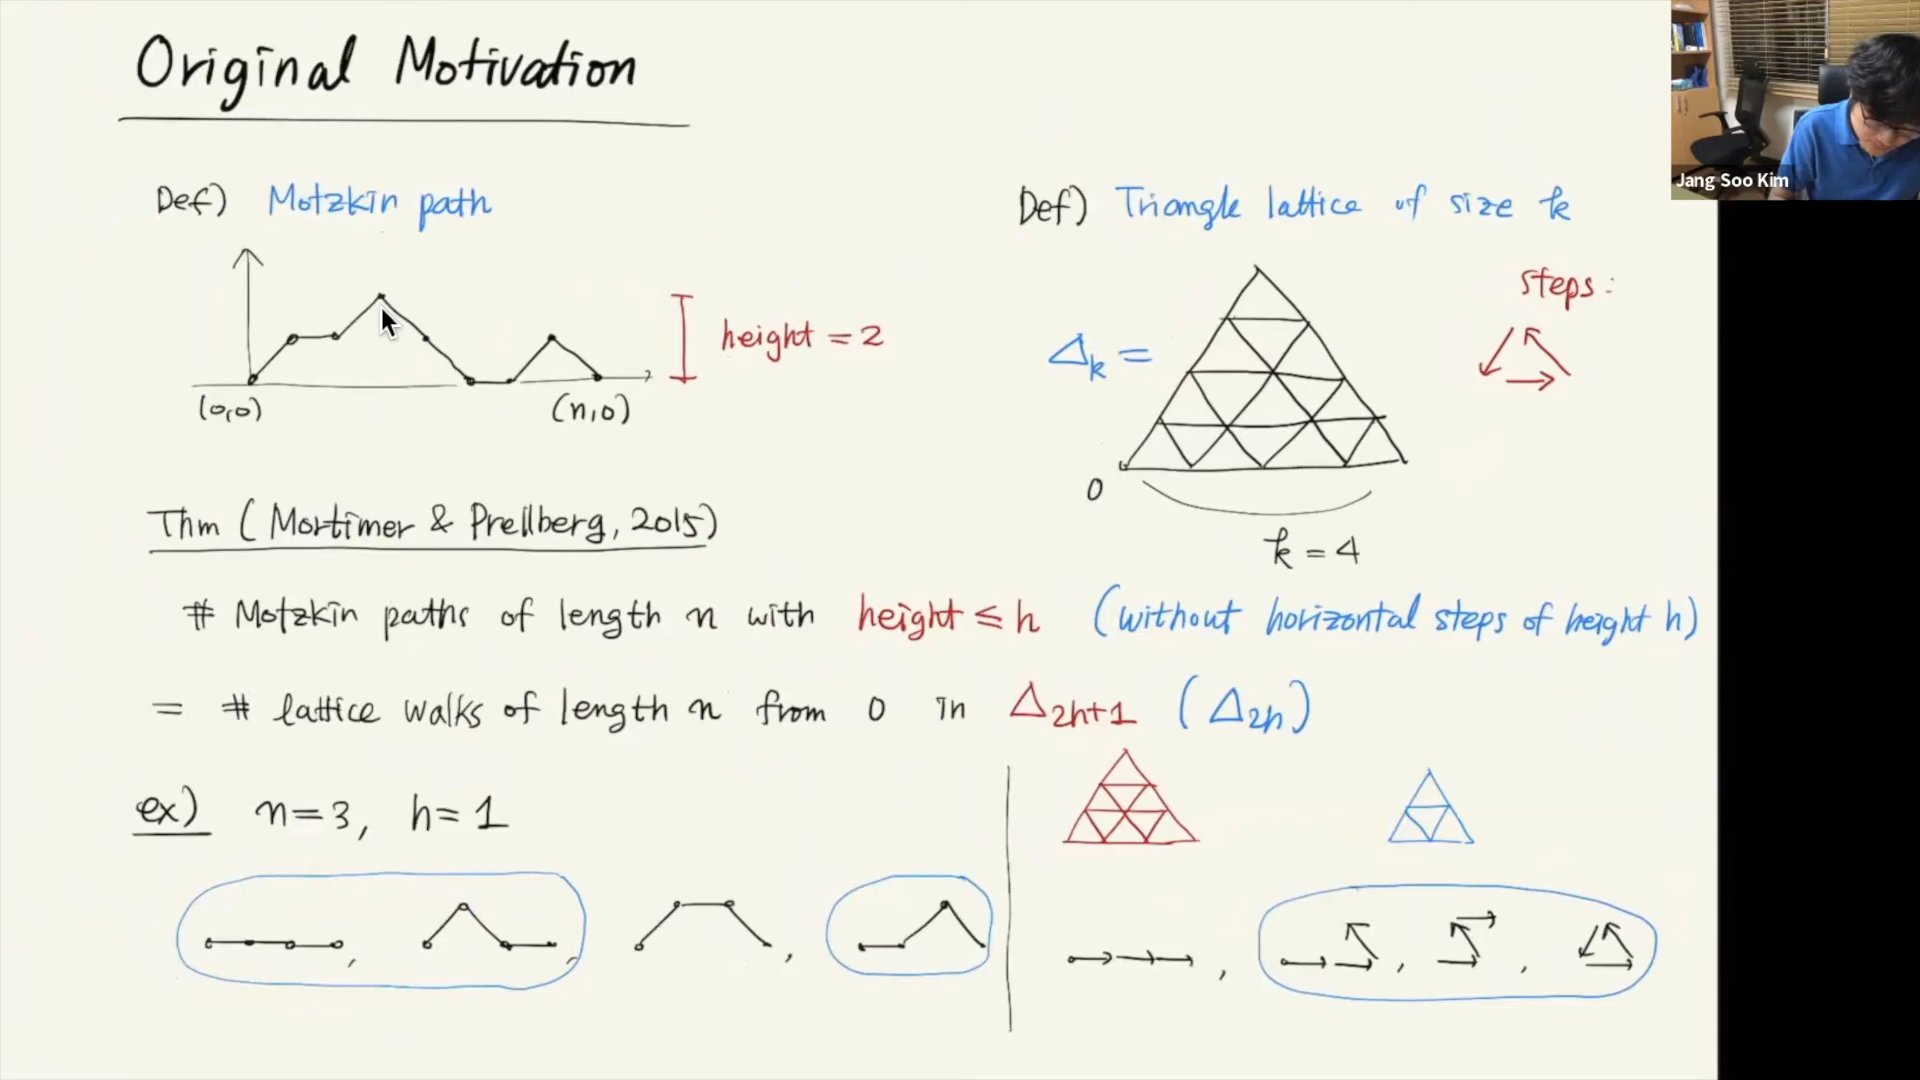 Original Motivation
Jang Soo Kim
Def) Motzkin path
height = 2
(0,0)
(n,0)
Def) Triangle lattice of size k
steps:
Δk =
0
k = 4
Thm (Mortimer & Prellberg, 2015)
# Motzkin paths of length n with height ≤ h (without horizontal steps of height h)
= # lattice walks of length n from 0 in Δ2h+1 (Δ2h)
ex) n=3, h=1
, , ,
, , ,